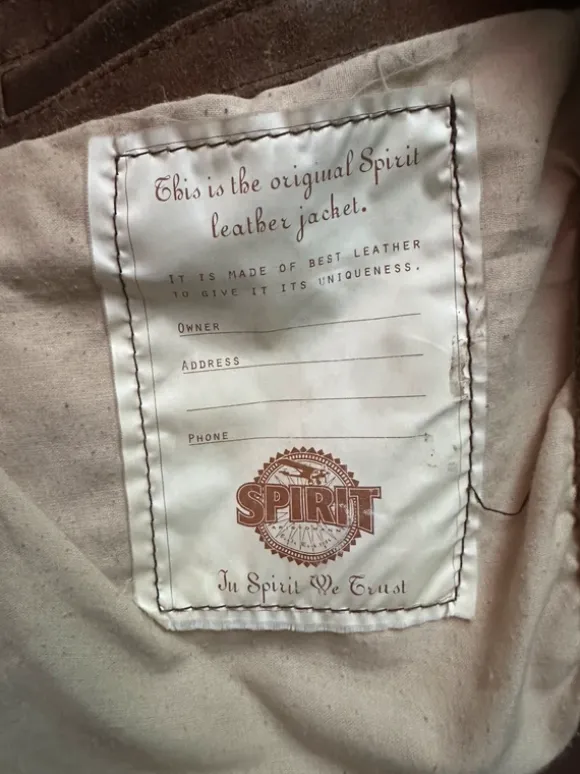 This is the original Spirit
leather jacket.
IT IS MADE OF BEST LEATHER
TO GIVE IT ITS UNIQUENESS.
OWNER
ADDRESS
PHONE
SPIRIT
In Spirit We Trust